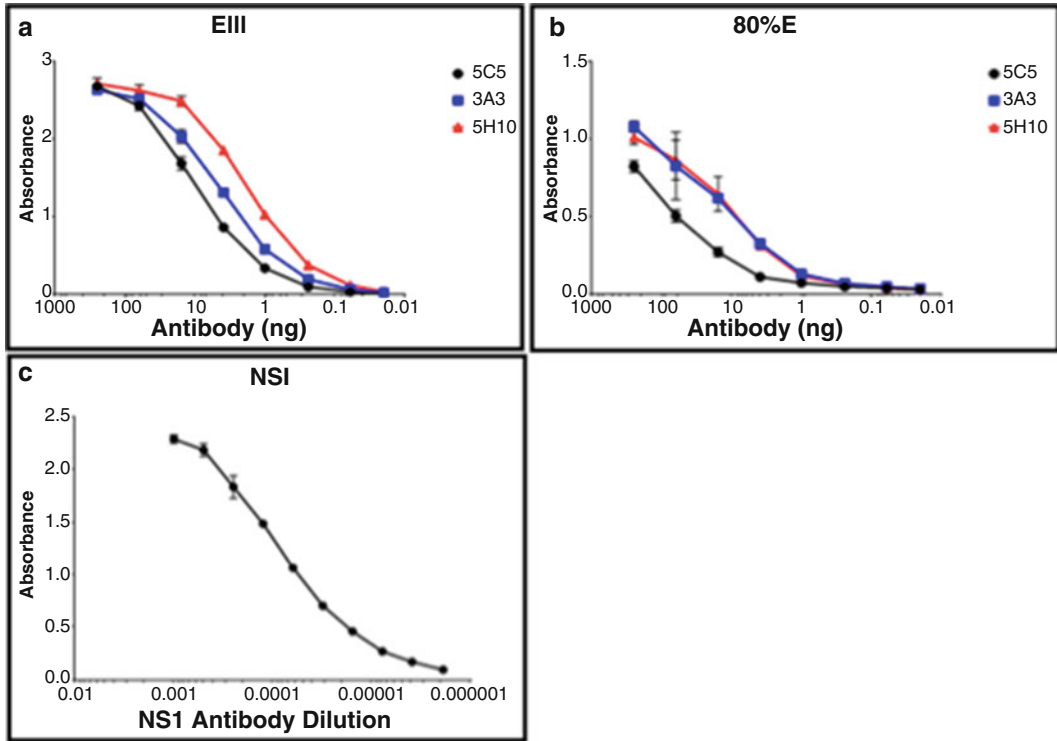 a
EIII
3
2
1
0
Absorbance
1000 100 10 1 0.1 0.01
Antibody (ng)
5C5
3A3
5H10
b
80%E
1.5
1.0
0.5
0.0
Absorbance
1000 100 10 1 0.1 0.01
Antibody (ng)
5C5
3A3
5H10
c
NSI
2.5
2.0
1.5
1.0
0.5
0.0
Absorbance
0.01 0.001 0.0001 0.00001 0.000001
NS1 Antibody Dilution